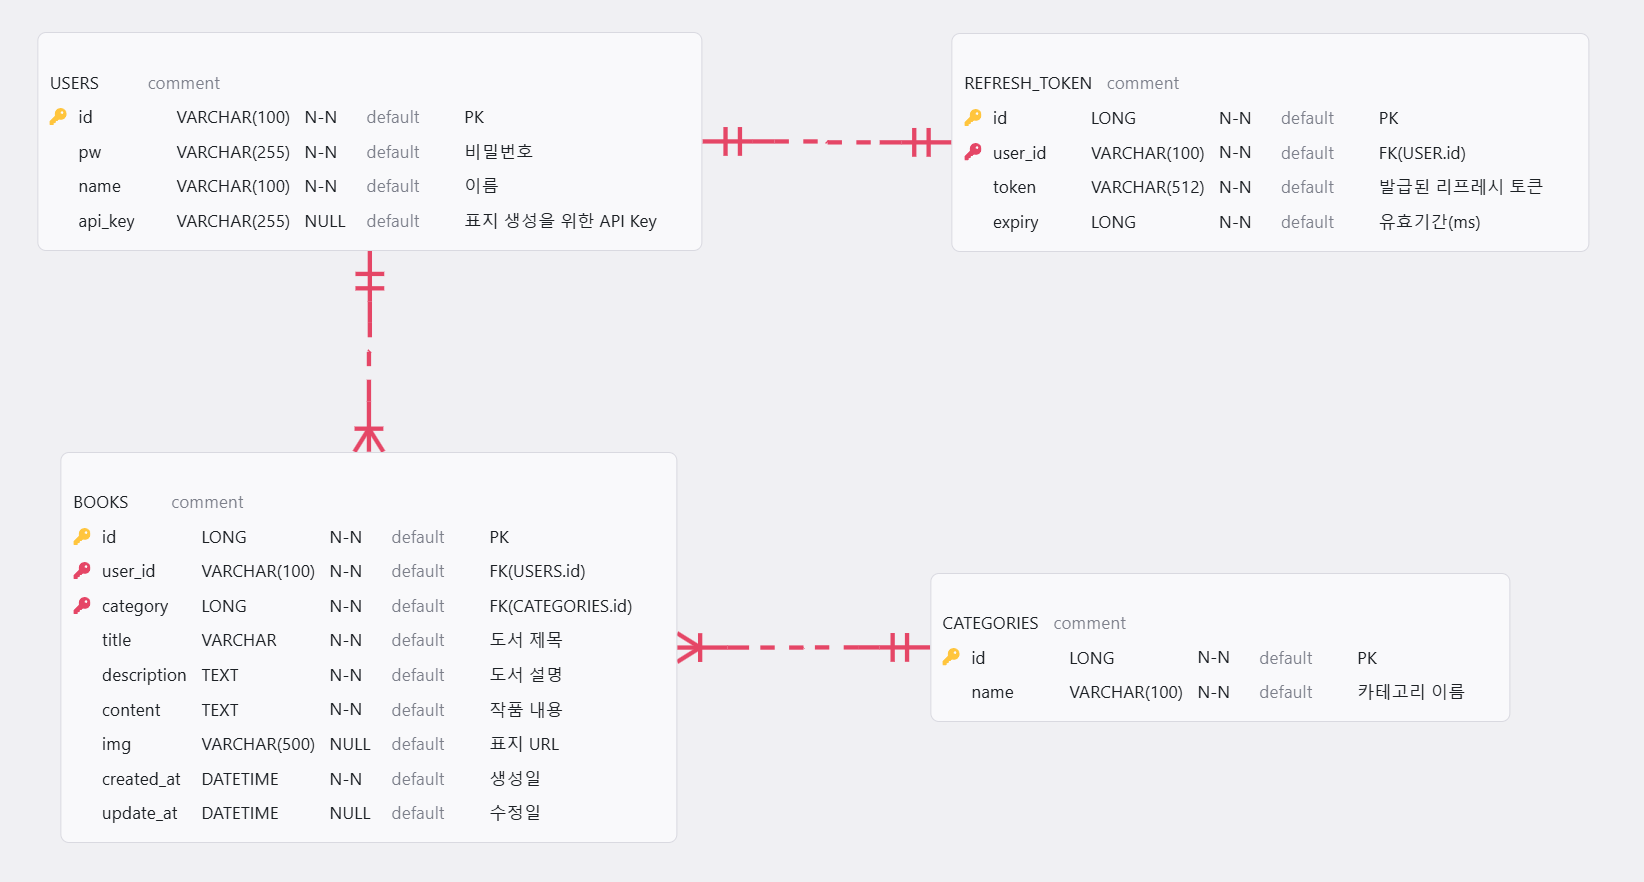 USERS comment
id VARCHAR(100) N-N default PK
pw VARCHAR(255) N-N default 비밀번호
name VARCHAR(100) N-N default 이름
api_key VARCHAR(255) NULL default 표지 생성을 위한 API Key
REFRESH_TOKEN comment
id LONG N-N default PK
user_id VARCHAR(100) N-N default FK(USER.id)
token VARCHAR(512) N-N default 발급된 리프레시 토큰
expiry LONG N-N default 유효기간(ms)
BOOKS comment
id LONG N-N default PK
user_id VARCHAR(100) N-N default FK(USERS.id)
category LONG N-N default FK(CATEGORIES.id)
title VARCHAR N-N default 도서 제목
description TEXT N-N default 도서 설명
content TEXT N-N default 작품 내용
img VARCHAR(500) NULL default 표지 URL
created_at DATETIME N-N default 생성일
update_at DATETIME NULL default 수정일
CATEGORIES comment
id LONG N-N default PK
name VARCHAR(100) N-N default 카테고리 이름